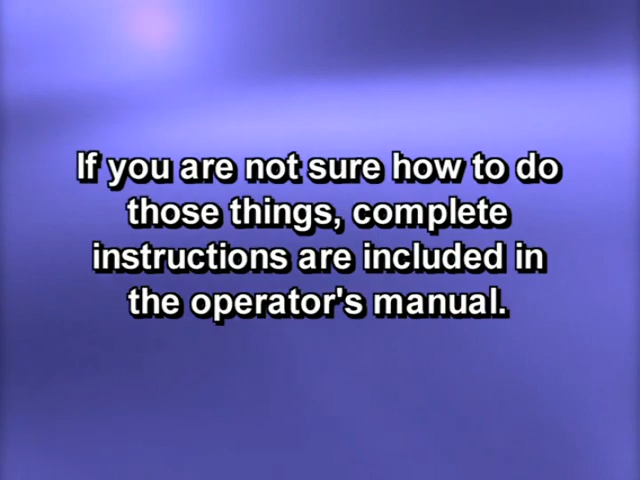 If you are not sure how to do
those things, complete
instructions are included in
the operator's manual.